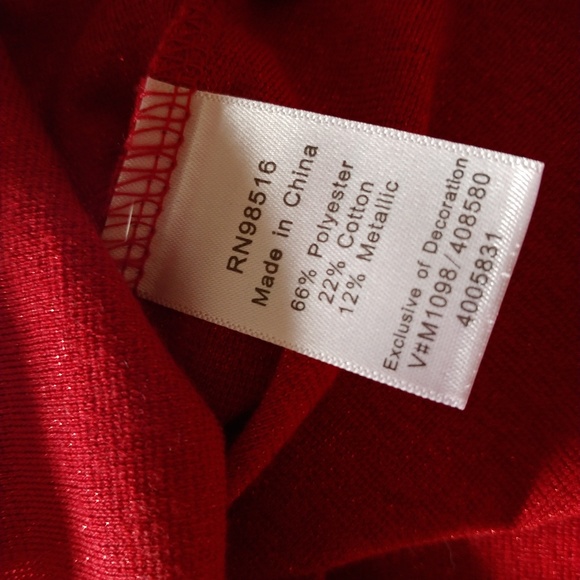 RN98516
Made in China
66% Polyester
22% Cotton
12% Metallic
Exclusive of Decoration
V#M1098/408580
4005831